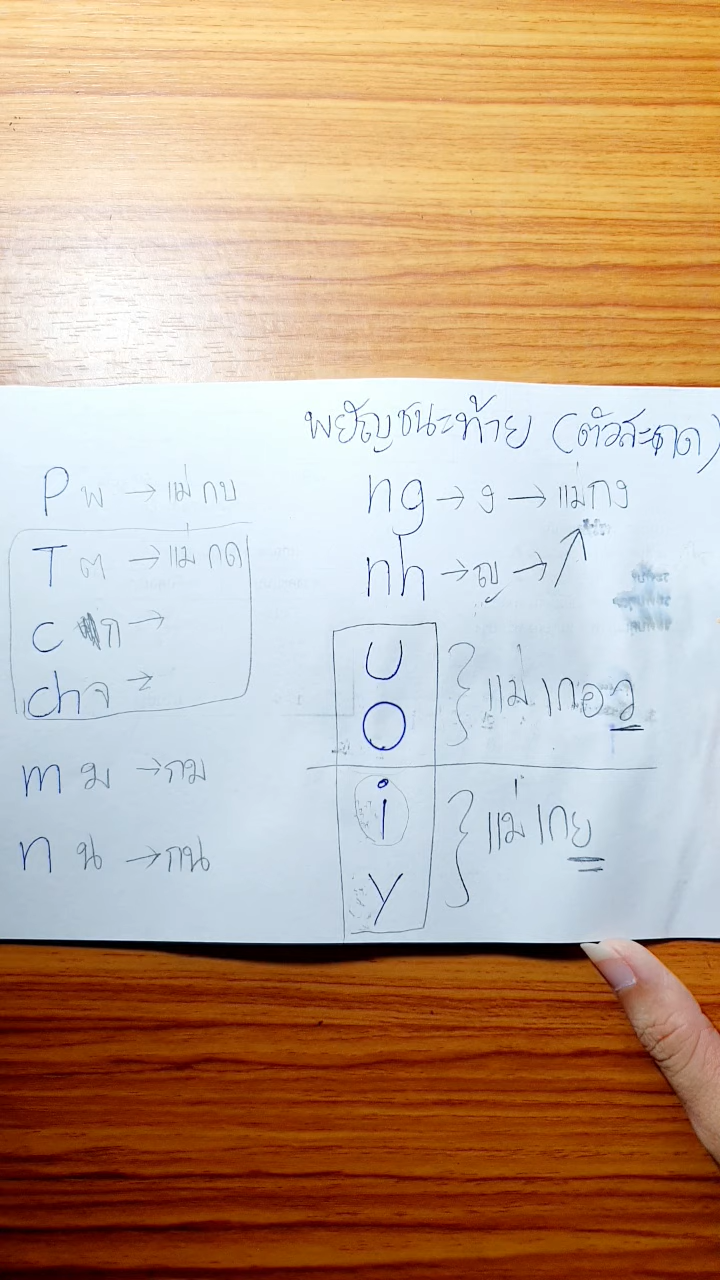 พยัญชนะท้าย (ตัวสะกด)
P พ → แม่ กบ
T ต → แม่ กด
c ก →
ch จ →
m ม → กม
n น → กน
ng → ง → แม่กง
nh → ญ → ↗
U
O
} แม่ เกอว
i
y
} แม่ เกย